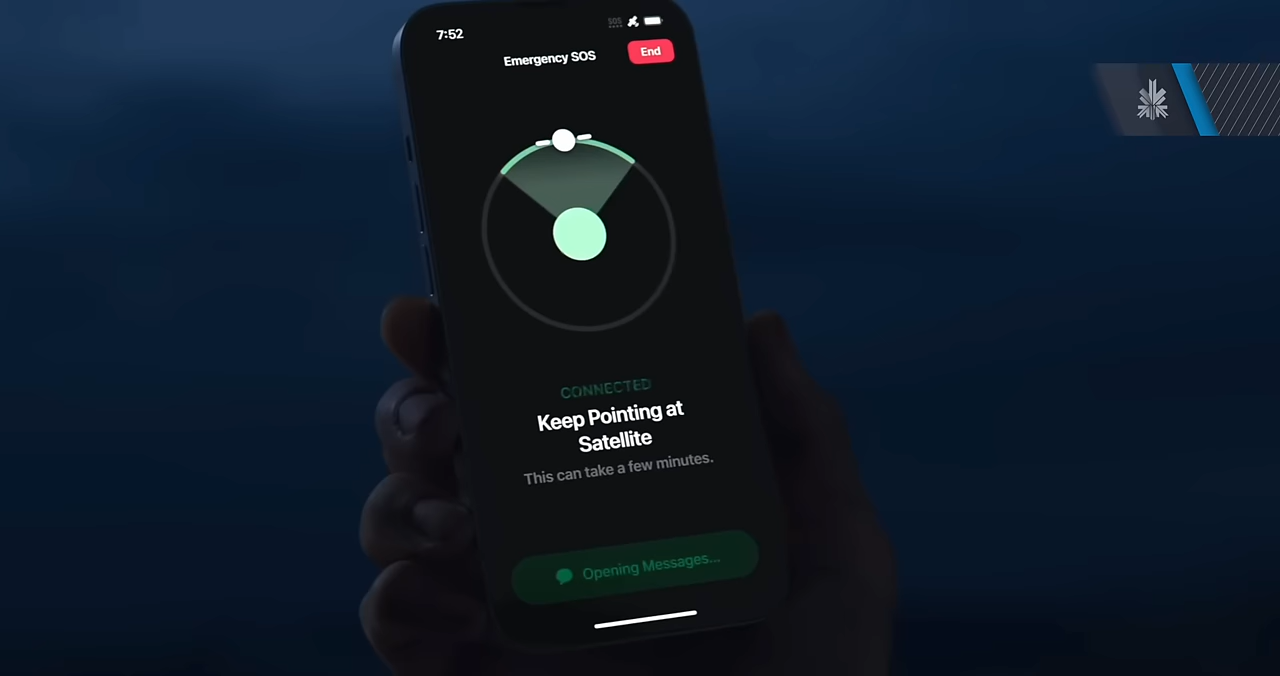 7:52
SOS
Emergency SOS
End
CONNECTED
Keep Pointing at
Satellite
This can take a few minutes.
Opening Messages...